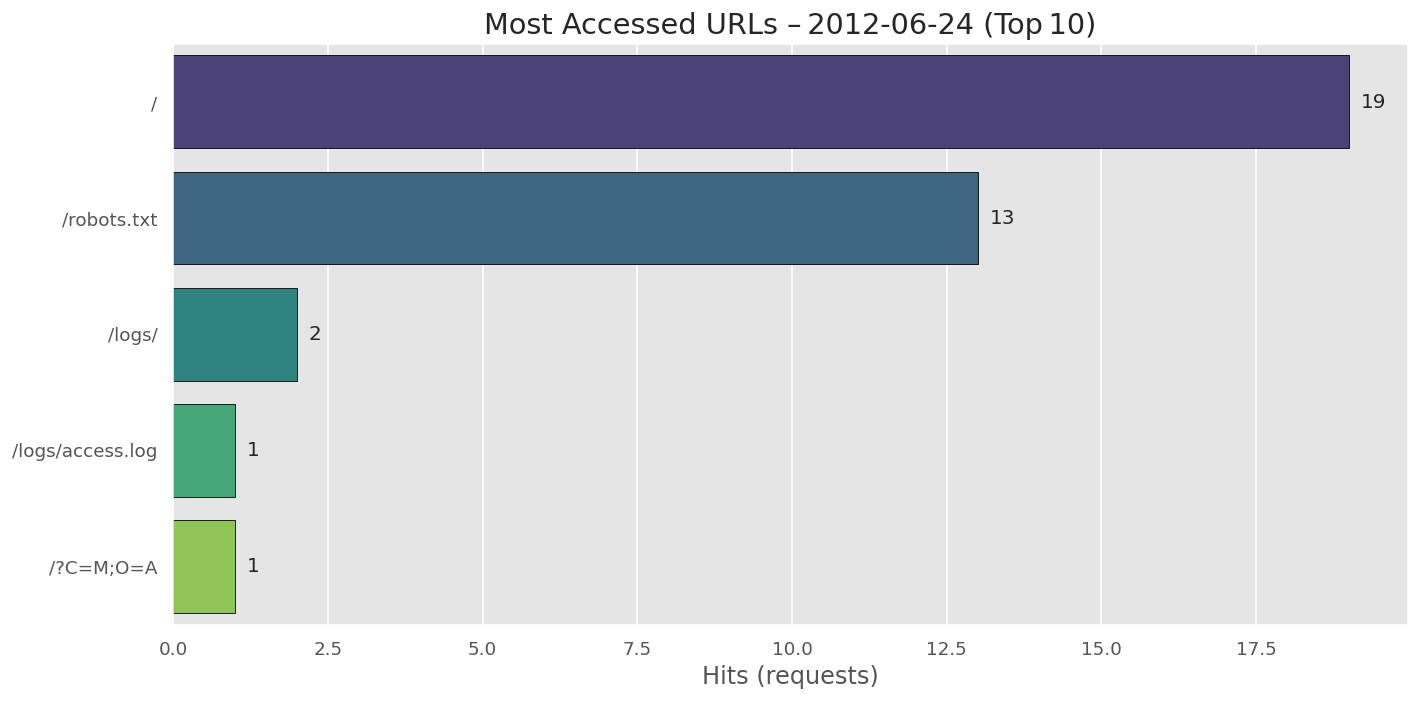 Most Accessed URLs – 2012-06-24 (Top 10)
/
19
/robots.txt
13
/logs/
2
/logs/access.log
1
/?C=M;O=A
1
0.0 2.5 5.0 7.5 10.0 12.5 15.0 17.5
Hits (requests)